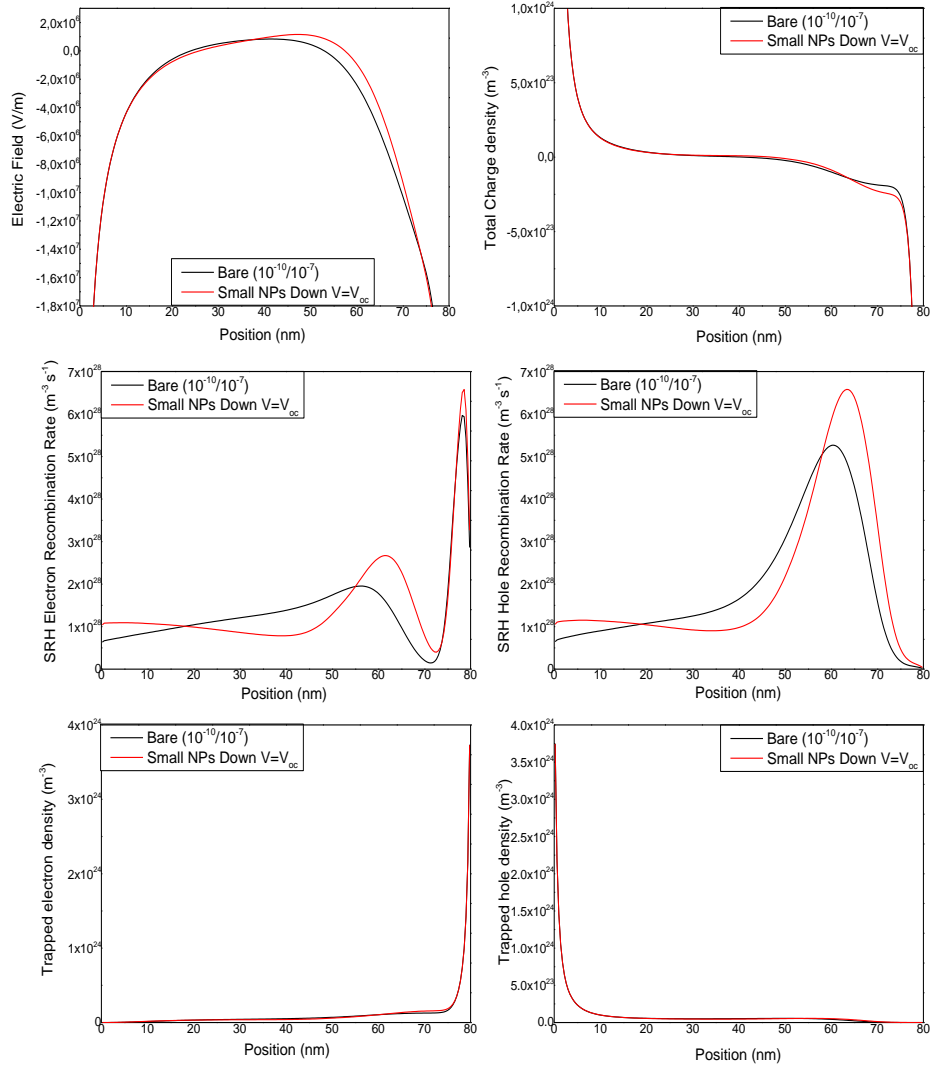 2,0x10⁶
0,0
-2,0x10⁶
-4,0x10⁶
-6,0x10⁶
-8,0x10⁶
-1,0x10⁷
-1,2x10⁷
-1,4x10⁷
-1,6x10⁷
-1,8x10⁷
Electric Field (V/m)
Bare (10⁻¹⁰/10⁻⁷)
Small NPs Down V=Vₒc
0 10 20 30 40 50 60 70 80
Position (nm)
1,0x10²⁴
5,0x10²³
0,0
-5,0x10²³
-1,0x10²⁴
Total Charge density (m⁻³)
Bare (10⁻¹⁰/10⁻⁷)
Small NPs Down V=Vₒc
0 10 20 30 40 50 60 70 80
Position (nm)
7x10²⁸
6x10²⁸
5x10²⁸
4x10²⁸
3x10²⁸
2x10²⁸
1x10²⁸
0
SRH Electron Recombination Rate (m⁻³ s⁻¹)
Bare (10⁻¹⁰/10⁻⁷)
Small NPs Down V=Vₒc
0 10 20 30 40 50 60 70 80
Position (nm)
7x10²⁸
6x10²⁸
5x10²⁸
4x10²⁸
3x10²⁸
2x10²⁸
1x10²⁸
0
SRH Hole Recombination Rate (m⁻³ s⁻¹)
Bare (10⁻¹⁰/10⁻⁷)
Small NPs Down V=Vₒc
0 10 20 30 40 50 60 70 80
Position (nm)
4x10²⁴
3x10²⁴
2x10²⁴
1x10²⁴
0
Trapped electron density (m⁻³)
Bare (10⁻¹⁰/10⁻⁷)
Small NPs Down V=Vₒc
0 10 20 30 40 50 60 70 80
Position (nm)
4.0x10²⁴
3.5x10²⁴
3.0x10²⁴
2.5x10²⁴
2.0x10²⁴
1.5x10²⁴
1.0x10²⁴
5.0x10²³
0.0
Trapped hole density (m⁻³)
Bare (10⁻¹⁰/10⁻⁷)
Small NPs Down V=Vₒc
0 10 20 30 40 50 60 70 80
Position (nm)